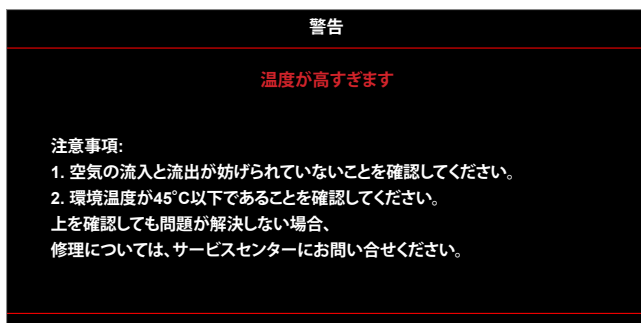 警告
温度が高すぎます
注意事項:
1. 空気の流入と流出が妨げられていないことを確認してください。
2. 環境温度が45°C以下であることを確認してください。
上を確認しても問題が解決しない場合、
修理については、サービスセンターにお問い合せください。